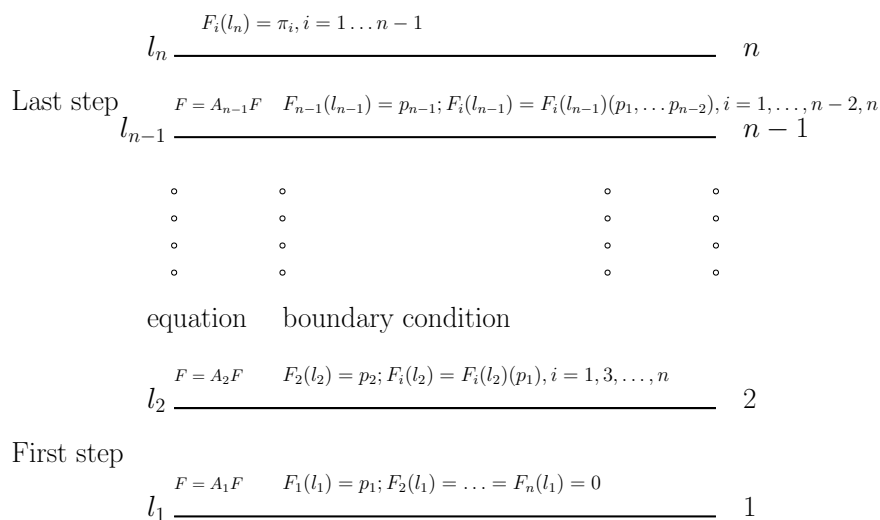 F_i(l_n) = π_i, i = 1 … n − 1
l_n n
Last step F = A_{n−1}F F_{n−1}(l_{n−1}) = p_{n−1}; F_i(l_{n−1}) = F_i(l_{n−1})(p_1, … p_{n−2}), i = 1, … , n − 2, n
l_{n−1} n − 1
equation boundary condition
F = A_2F F_2(l_2) = p_2; F_i(l_2) = F_i(l_2)(p_1), i = 1, 3, … , n
l_2 2
First step
F = A_1F F_1(l_1) = p_1; F_2(l_1) = … = F_n(l_1) = 0
l_1 1